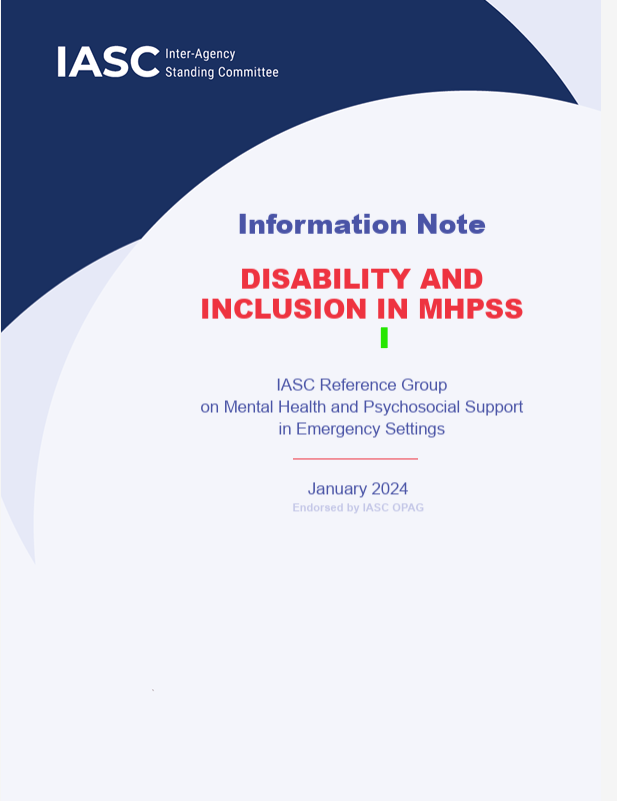 IASC Inter-Agency
Standing Committee
Information Note
DISABILITY AND
INCLUSION IN MHPSS
IASC Reference Group
on Mental Health and Psychosocial Support
in Emergency Settings
January 2024
Endorsed by IASC OPAG